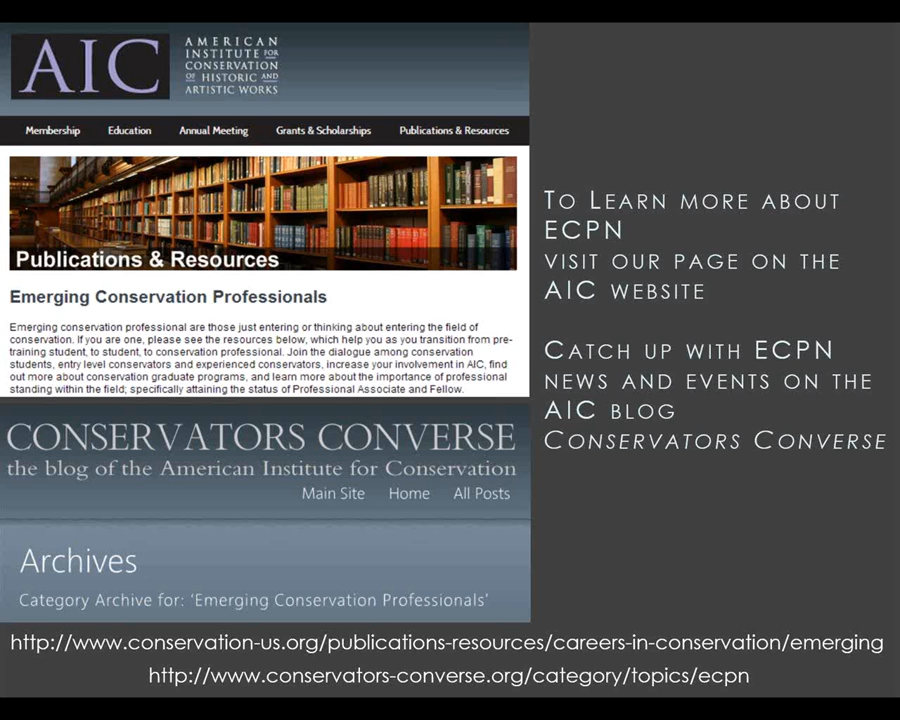 AIC
AMERICAN
INSTITUTE FOR
CONSERVATION
OF HISTORIC AND
ARTISTIC WORKS
Membership Education Annual Meeting Grants & Scholarships Publications & Resources
Publications & Resources
Emerging Conservation Professionals
Emerging conservation professional are those just entering or thinking about entering the field of
conservation. If you are one, please see the resources below, which help you as you transition from pre-
training student, to student, to conservation professional. Join the dialogue among conservation
students, entry level conservators and experienced conservators, increase your involvement in AIC, find
out more about conservation graduate programs, and learn more about the importance of professional
standing within the field; specifically attaining the status of Professional Associate and Fellow.
CONSERVATORS CONVERSE
the blog of the American Institute for Conservation
Main Site Home All Posts
Archives
Category Archive for: 'Emerging Conservation Professionals'
TO LEARN MORE ABOUT
ECPN
VISIT OUR PAGE ON THE
AIC WEBSITE
CATCH UP WITH ECPN
NEWS AND EVENTS ON THE
AIC BLOG
CONSERVATORS CONVERSE
http://www.conservation-us.org/publications-resources/careers-in-conservation/emerging
http://www.conservators-converse.org/category/topics/ecpn